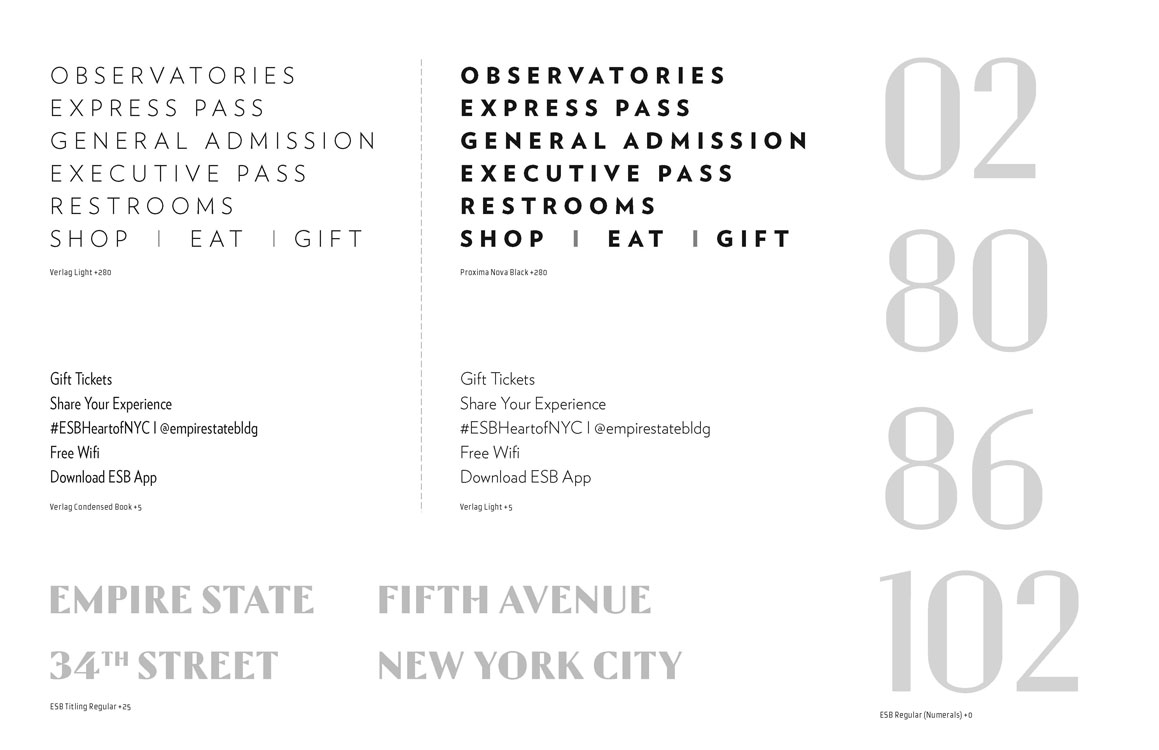 OBSERVATORIES
EXPRESS PASS
GENERAL ADMISSION
EXECUTIVE PASS
RESTROOMS
SHOP | EAT | GIFT
Verlag Light +280
OBSERVATORIES
EXPRESS PASS
GENERAL ADMISSION
EXECUTIVE PASS
RESTROOMS
SHOP | EAT | GIFT
Proxima Nova Black +280
Gift Tickets
Share Your Experience
#ESBHeartofNYC | @empirestatebldg
Free Wifi
Download ESB App
Verlag Condensed Book +5
Gift Tickets
Share Your Experience
#ESBHeartofNYC | @empirestatebldg
Free Wifi
Download ESB App
Verlag Light +5
EMPIRE STATE
34TH STREET
FIFTH AVENUE
NEW YORK CITY
ESB Titling Regular +25
02
80
86
102
ESB Regular (Numerals) +0